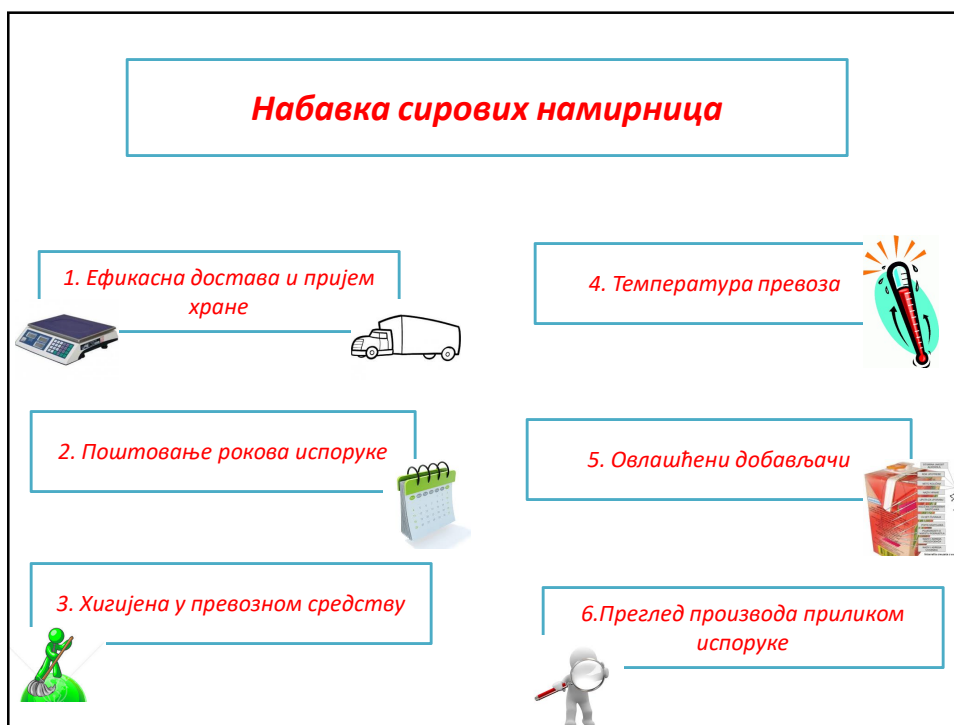 Набавка сирових намирница
1. Ефикасна достава и пријем
хране
2. Поштовање рокова испоруке
3. Хигијена у превозном средству
4. Температура превоза
5. Овлашћени добављачи
6.Преглед производа приликом
испоруке